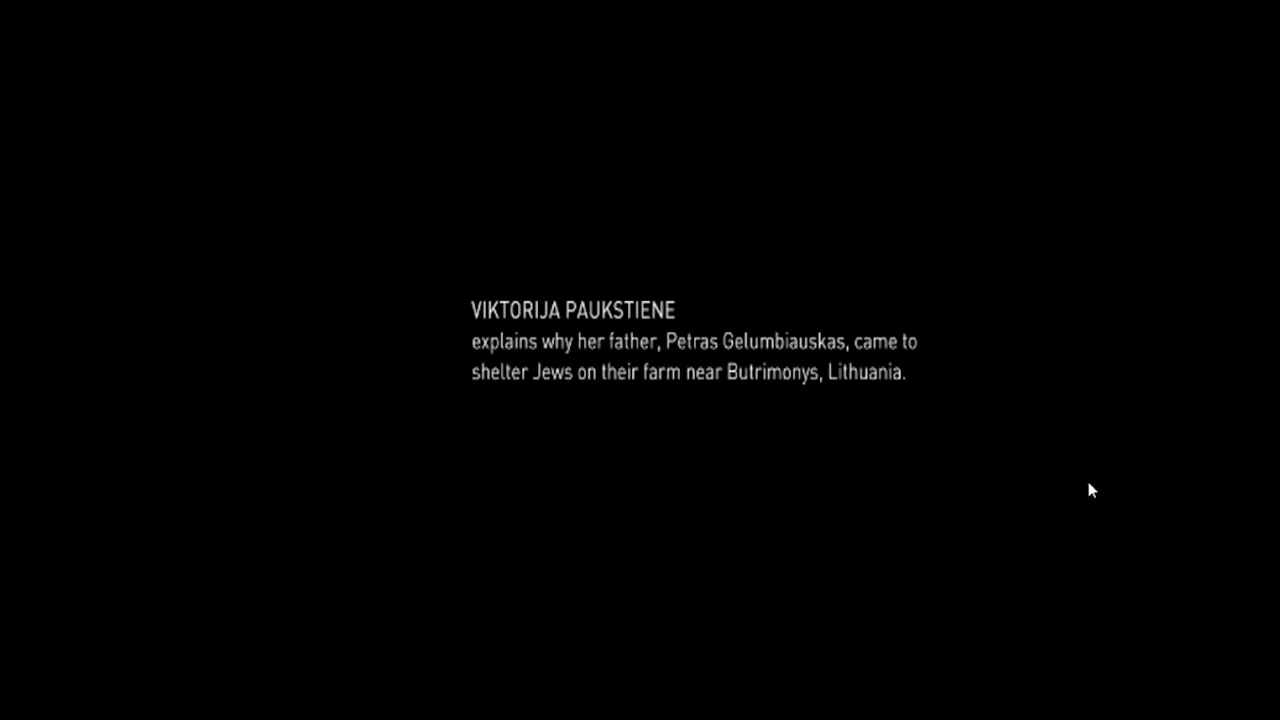 VIKTORIJA PAUKSTIENE
explains why her father, Petras Gelumbiauskas, came to
shelter Jews on their farm near Butrimonys, Lithuania.